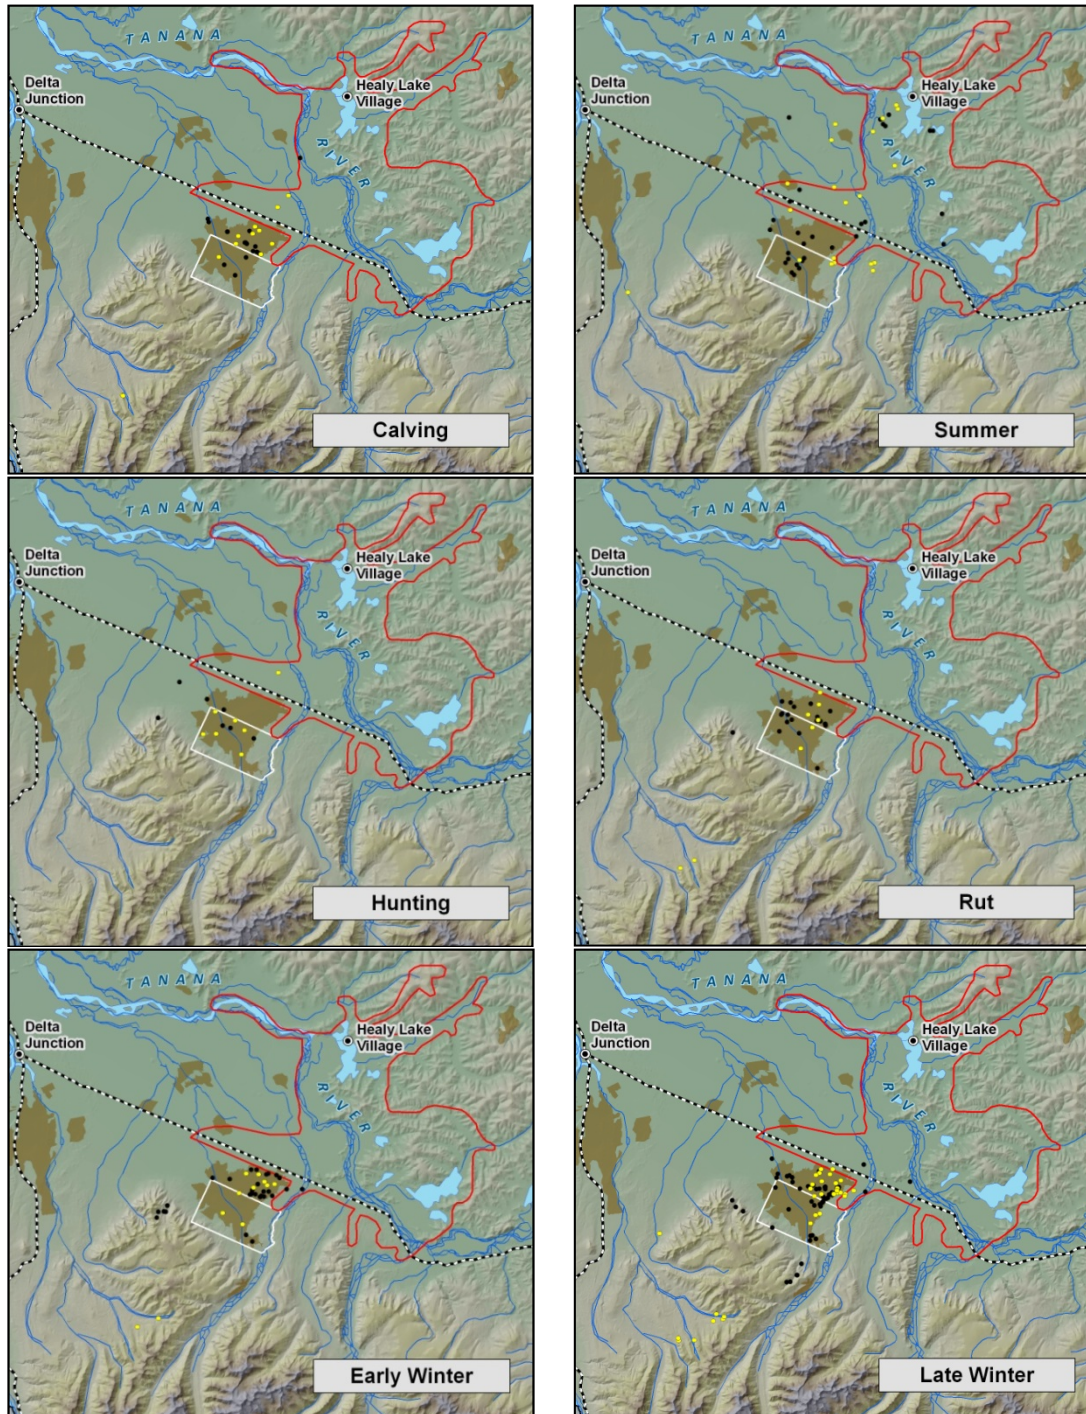 TANANA
Delta
Junction
Healy Lake
Village
RIVER
Calving
TANANA
Delta
Junction
Healy Lake
Village
RIVER
Summer
TANANA
Delta
Junction
Healy Lake
Village
RIVER
Hunting
TANANA
Delta
Junction
Healy Lake
Village
RIVER
Rut
TANANA
Delta
Junction
Healy Lake
Village
RIVER
Early Winter
TANANA
Delta
Junction
Healy Lake
Village
RIVER
Late Winter